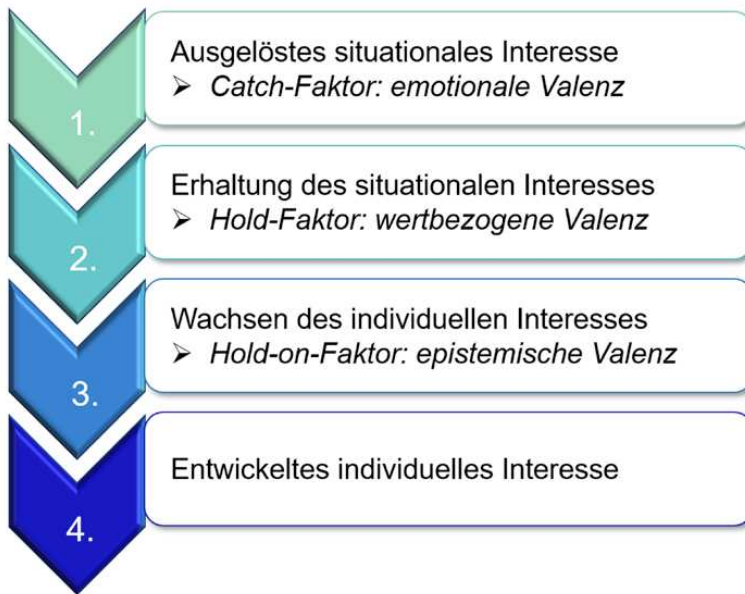 1.
Ausgelöstes situationales Interesse
➢ Catch-Faktor: emotionale Valenz
2.
Erhaltung des situationalen Interesses
➢ Hold-Faktor: wertbezogene Valenz
3.
Wachsen des individuellen Interesses
➢ Hold-on-Faktor: epistemische Valenz
4.
Entwickeltes individuelles Interesse